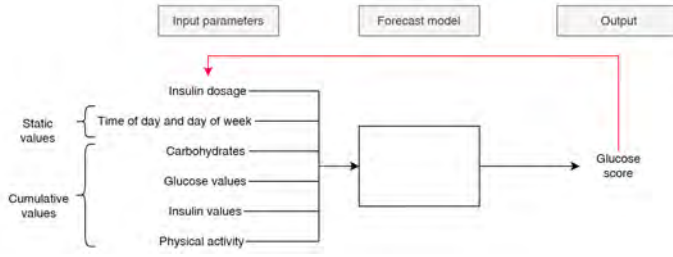 Input parameters
Forecast model
Output
Insulin dosage
Static
values
Time of day and day of week
Carbohydrates
Glucose values
Glucose
score
Cumulative
values
Insulin values
Physical activity